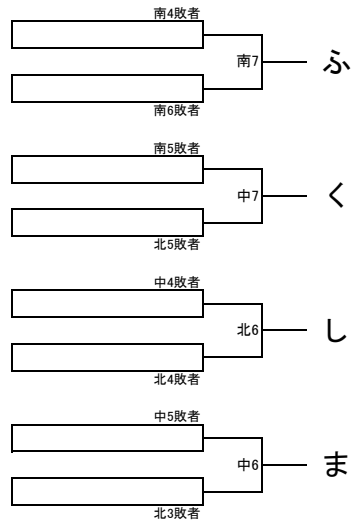 南4敗者
南7
ふ
南6敗者
南5敗者
中7
く
北5敗者
中4敗者
北6
し
北4敗者
中5敗者
中6
ま
北3敗者